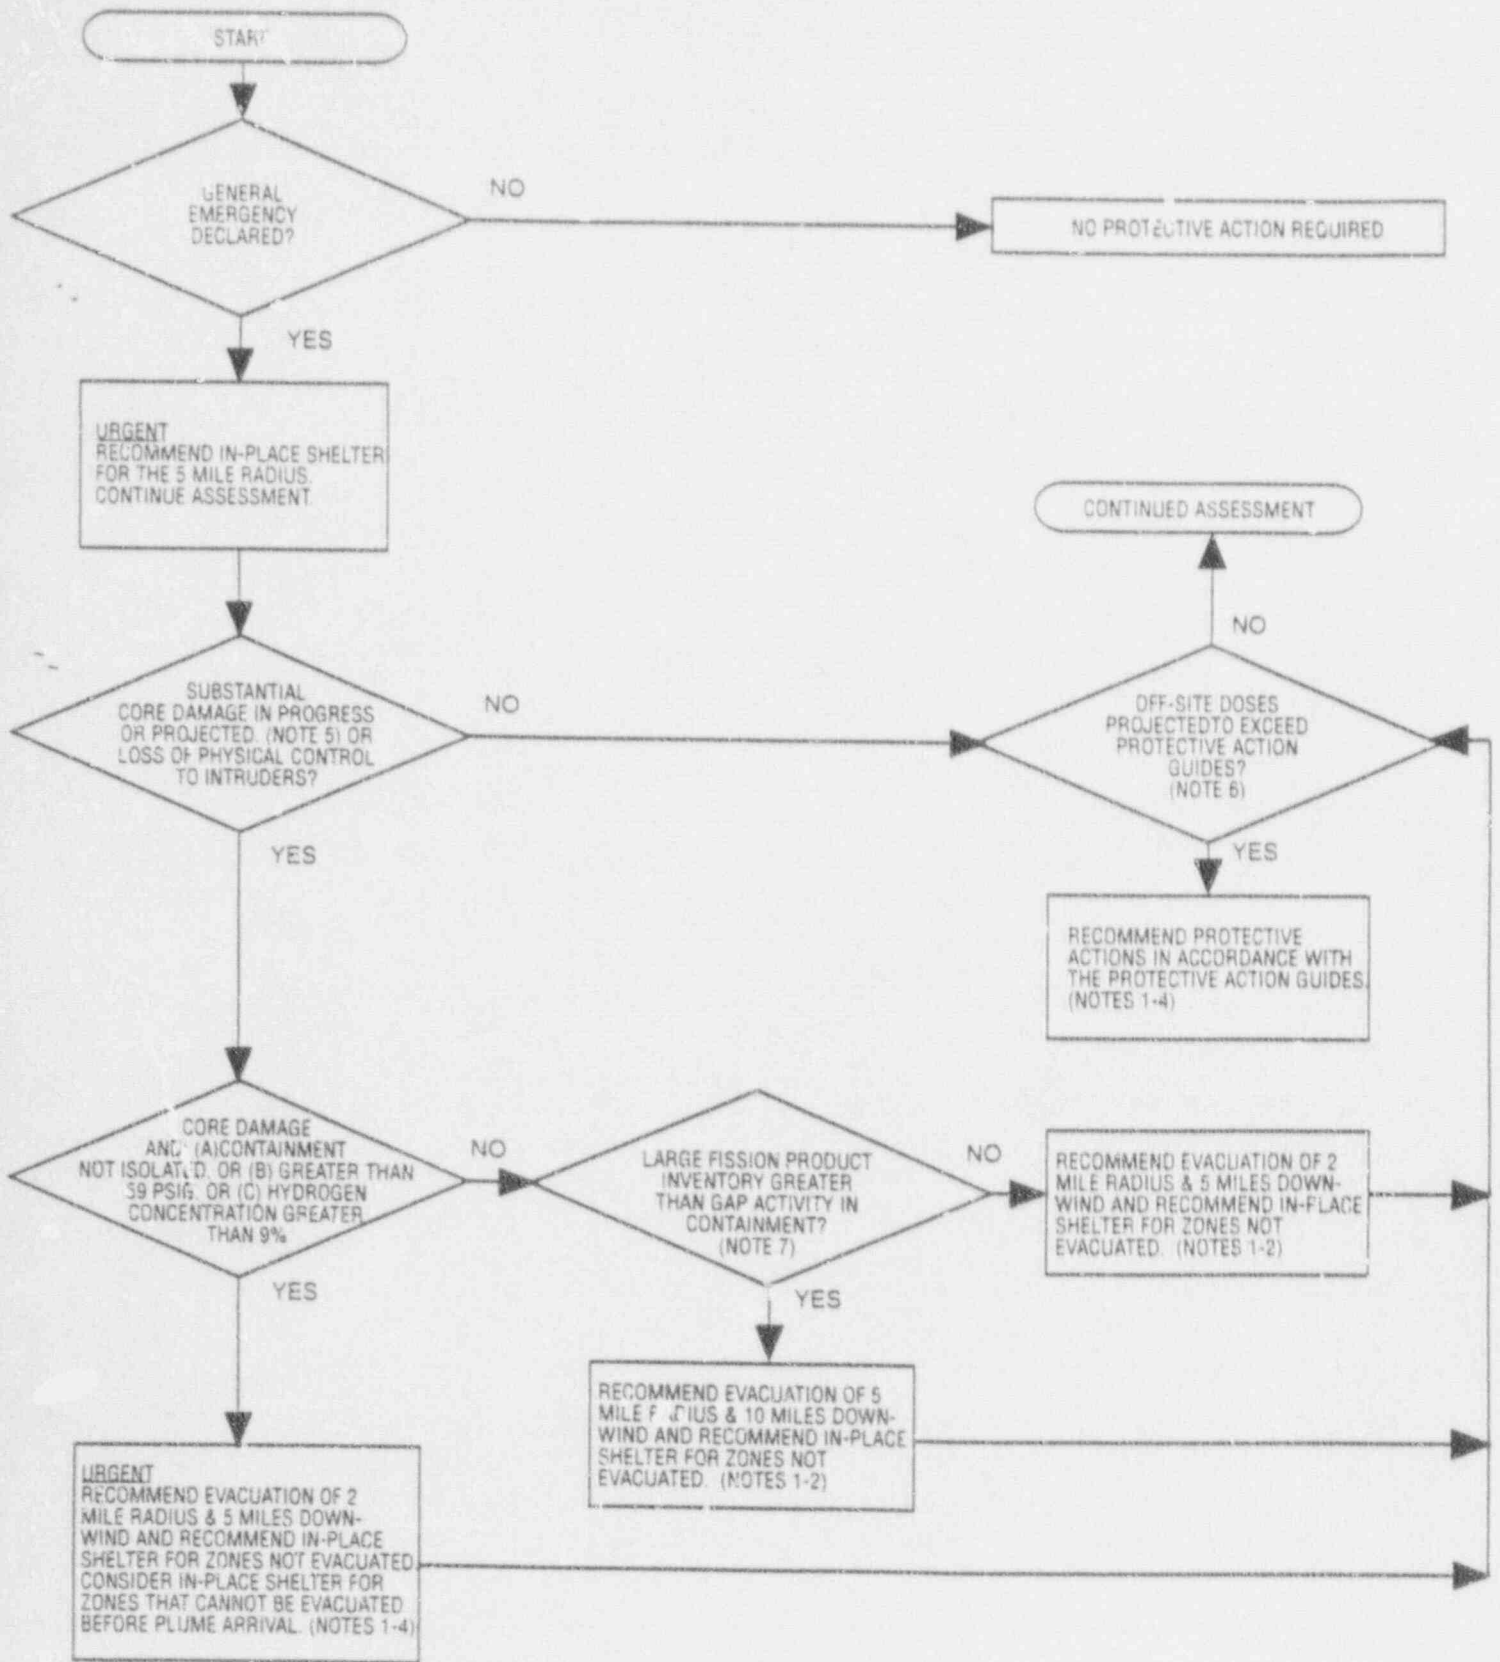 START
GENERAL
EMERGENCY
DECLARED?
NO
NO PROTECTIVE ACTION REQUIRED
YES
URGENT
RECOMMEND IN-PLACE SHELTER
FOR THE 5 MILE RADIUS.
CONTINUE ASSESSMENT.
CONTINUED ASSESSMENT
NO
SUBSTANTIAL
CORE DAMAGE IN PROGRESS
OR PROJECTED. (NOTE 5) OR
LOSS OF PHYSICAL CONTROL
TO INTRUDERS?
NO
OFF-SITE DOSES
PROJECTEDTO EXCEED
PROTECTIVE ACTION
GUIDES?
(NOTE 6)
YES
YES
RECOMMEND PROTECTIVE
ACTIONS IN ACCORDANCE WITH
THE PROTECTIVE ACTION GUIDES.
(NOTES 1-4)
CORE DAMAGE
AND (A)CONTAINMENT
NOT ISOLATED, OR (B) GREATER THAN
59 PSIG, OR (C) HYDROGEN
CONCENTRATION GREATER
THAN 9%
NO
LARGE FISSION PRODUCT
INVENTORY GREATER
THAN GAP ACTIVITY IN
CONTAINMENT?
(NOTE 7)
NO
RECOMMEND EVACUATION OF 2
MILE RADIUS & 5 MILES DOWN-
WIND AND RECOMMEND IN-PLACE
SHELTER FOR ZONES NOT
EVACUATED. (NOTES 1-2)
YES
YES
RECOMMEND EVACUATION OF 5
MILE RADIUS & 10 MILES DOWN-
WIND AND RECOMMEND IN-PLACE
SHELTER FOR ZONES NOT
EVACUATED. (NOTES 1-2)
URGENT
RECOMMEND EVACUATION OF 2
MILE RADIUS & 5 MILES DOWN-
WIND AND RECOMMEND IN-PLACE
SHELTER FOR ZONES NOT EVACUATED
CONSIDER IN-PLACE SHELTER FOR
ZONES THAT CANNOT BE EVACUATED
BEFORE PLUME ARRIVAL. (NOTES 1-4)